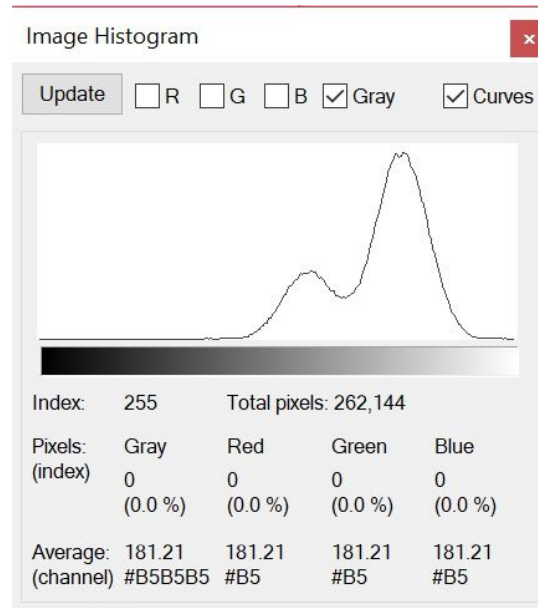 Image Histogram
x
Update R G B Gray Curves
Index: 255 Total pixels: 262,144
Pixels: Gray Red Green Blue
(index) 0 0 0 0
(0.0 %) (0.0 %) (0.0 %) (0.0 %)
Average: 181.21 181.21 181.21 181.21
(channel) #B5B5B5 #B5 #B5 #B5